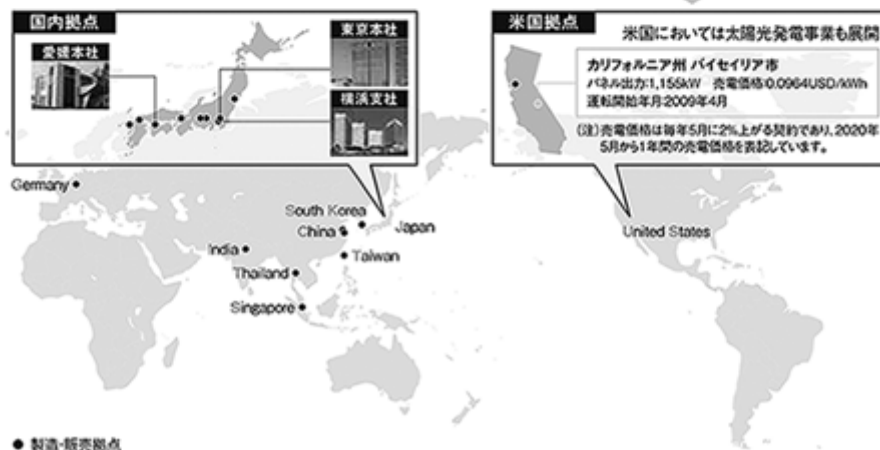 国内拠点
愛媛本社
東京本社
横浜支社
米国拠点
米国においては太陽光発電事業も展開
カリフォルニア州 バイセイリア市
パネル出力:1,155kW 売電価格:0.0964USD/kWh
運転開始年月:2009年4月
(注)売電価格は毎年5月に2%上がる契約であり、2020年
5月から1年間の売電価格を表記しています。
Germany
South Korea
China
Japan
India
Taiwan
Thailand
Singapore
United States
● 製造・販売拠点